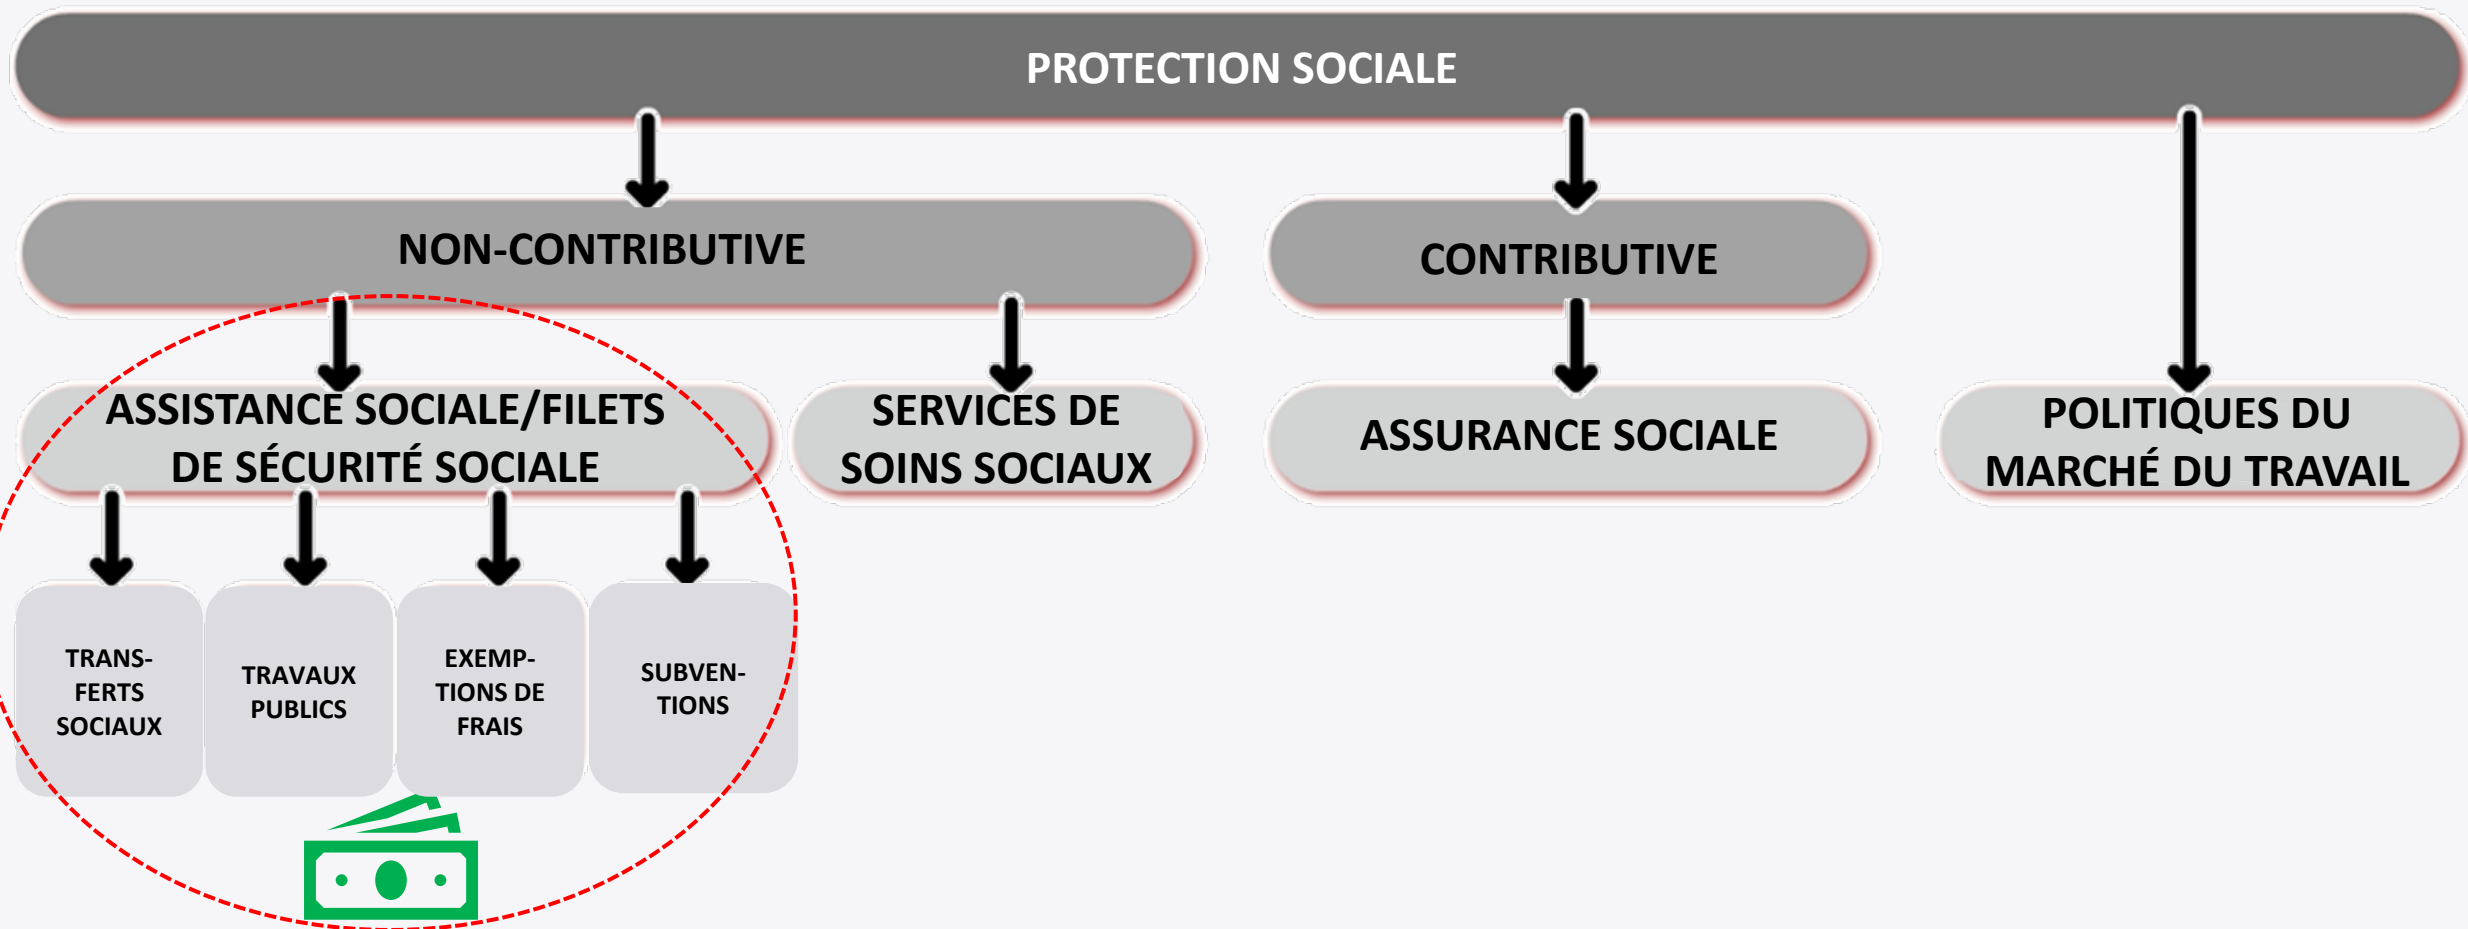 PROTECTION SOCIALE
NON-CONTRIBUTIVE
CONTRIBUTIVE
ASSISTANCE SOCIALE/FILETS
DE SÉCURITÉ SOCIALE
SERVICES DE
SOINS SOCIAUX
ASSURANCE SOCIALE
POLITIQUES DU
MARCHÉ DU TRAVAIL
TRANS-
FERTS
SOCIAUX
TRAVAUX
PUBLICS
EXEMP-
TIONS DE
FRAIS
SUBVEN-
TIONS